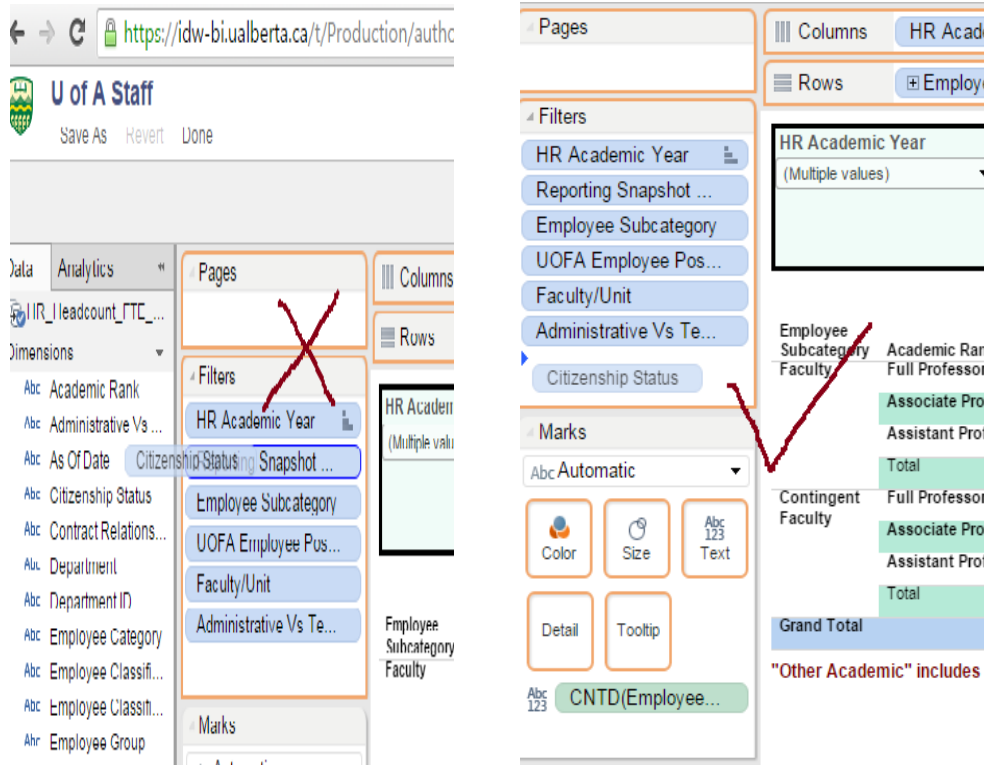 https://idw-bi.ualberta.ca/t/Production/autho
U of A Staff
Save As Revert Done
Data Analytics
HR_Headcount_FTE_...
Dimensions
Abc Academic Rank
Abc Administrative Vs ...
Abc As Of Date
Citizenship Status
Abc Citizenship Status
Abc Contract Relations...
Abc Department
Abc Department ID
Abc Employee Category
Abc Employee Classifi...
Abc Employee Classifi...
Abc Employee Group
Pages
Filters
HR Academic Year
Snapshot ...
Employee Subcategory
UOFA Employee Pos...
Faculty/Unit
Administrative Vs Te...
Marks
Columns
Rows
HR Academ
(Multiple valu
Employee
Subcategory
Faculty
Pages
Filters
HR Academic Year
Reporting Snapshot ...
Employee Subcategory
UOFA Employee Pos...
Faculty/Unit
Administrative Vs Te...
Citizenship Status
Marks
Abc Automatic
Color
Size
Abc
123
Text
Detail
Tooltip
Abc
123
CNTD(Employee...
Columns HR Acade
Rows Employe
HR Academic Year
(Multiple values)
Employee
Subcategory Academic Ran
Faculty Full Professor
Associate Pro
Assistant Prof
Total
Contingent Full Professor
Faculty
Associate Pro
Assistant Prof
Total
Grand Total
"Other Academic" includes